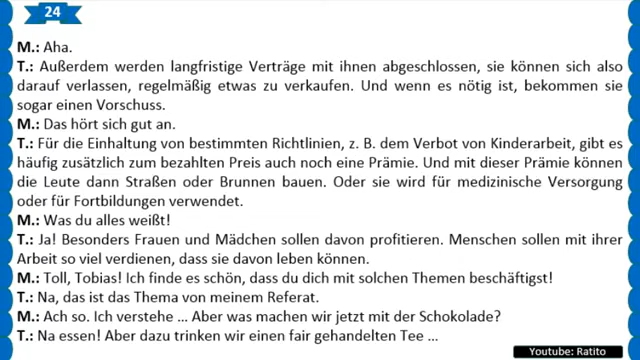 24
M.: Aha.
T.: Außerdem werden langfristige Verträge mit ihnen abgeschlossen, sie können sich also
darauf verlassen, regelmäßig etwas zu verkaufen. Und wenn es nötig ist, bekommen sie
sogar einen Vorschuss.
M.: Das hört sich gut an.
T.: Für die Einhaltung von bestimmten Richtlinien, z. B. dem Verbot von Kinderarbeit, gibt es
häufig zusätzlich zum bezahlten Preis auch noch eine Prämie. Und mit dieser Prämie können
die Leute dann Straßen oder Brunnen bauen. Oder sie wird für medizinische Versorgung
oder für Fortbildungen verwendet.
M.: Was du alles weißt!
T.: Ja! Besonders Frauen und Mädchen sollen davon profitieren. Menschen sollen mit ihrer
Arbeit so viel verdienen, dass sie davon leben können.
M.: Toll, Tobias! Ich finde es schön, dass du dich mit solchen Themen beschäftigst!
T.: Na, das ist das Thema von meinem Referat.
M.: Ach so. Ich verstehe … Aber was machen wir jetzt mit der Schokolade?
T.: Na essen! Aber dazu trinken wir einen fair gehandelten Tee …
Youtube: Ratito